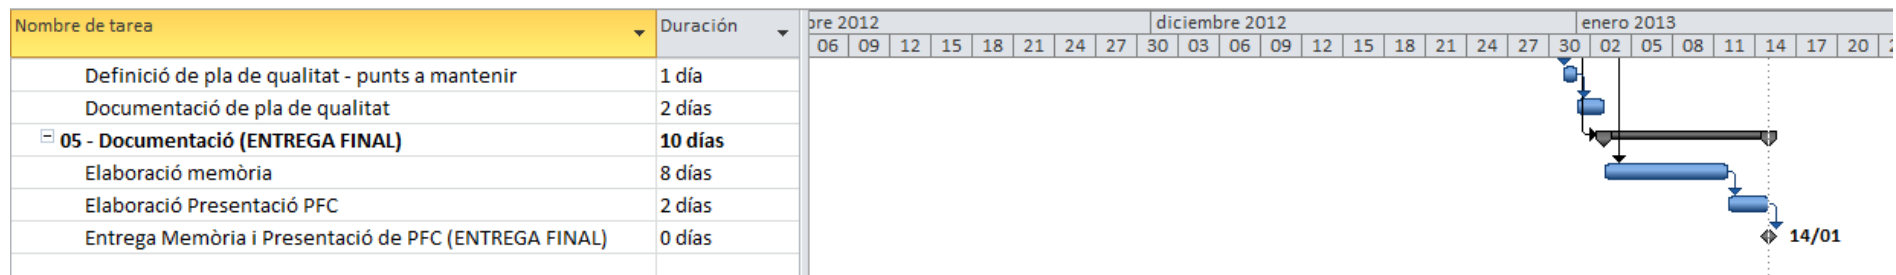 Nombre de tarea Duración bre 2012 diciembre 2012 enero 2013
06 09 12 15 18 21 24 27 30 03 06 09 12 15 18 21 24 27 30 02 05 08 11 14 17 20 2
Definició de pla de qualitat - punts a mantenir 1 día
Documentació de pla de qualitat 2 días
05 - Documentació (ENTREGA FINAL) 10 días
Elaboració memòria 8 días
Elaboració Presentació PFC 2 días
Entrega Memòria i Presentació de PFC (ENTREGA FINAL) 0 días 14/01